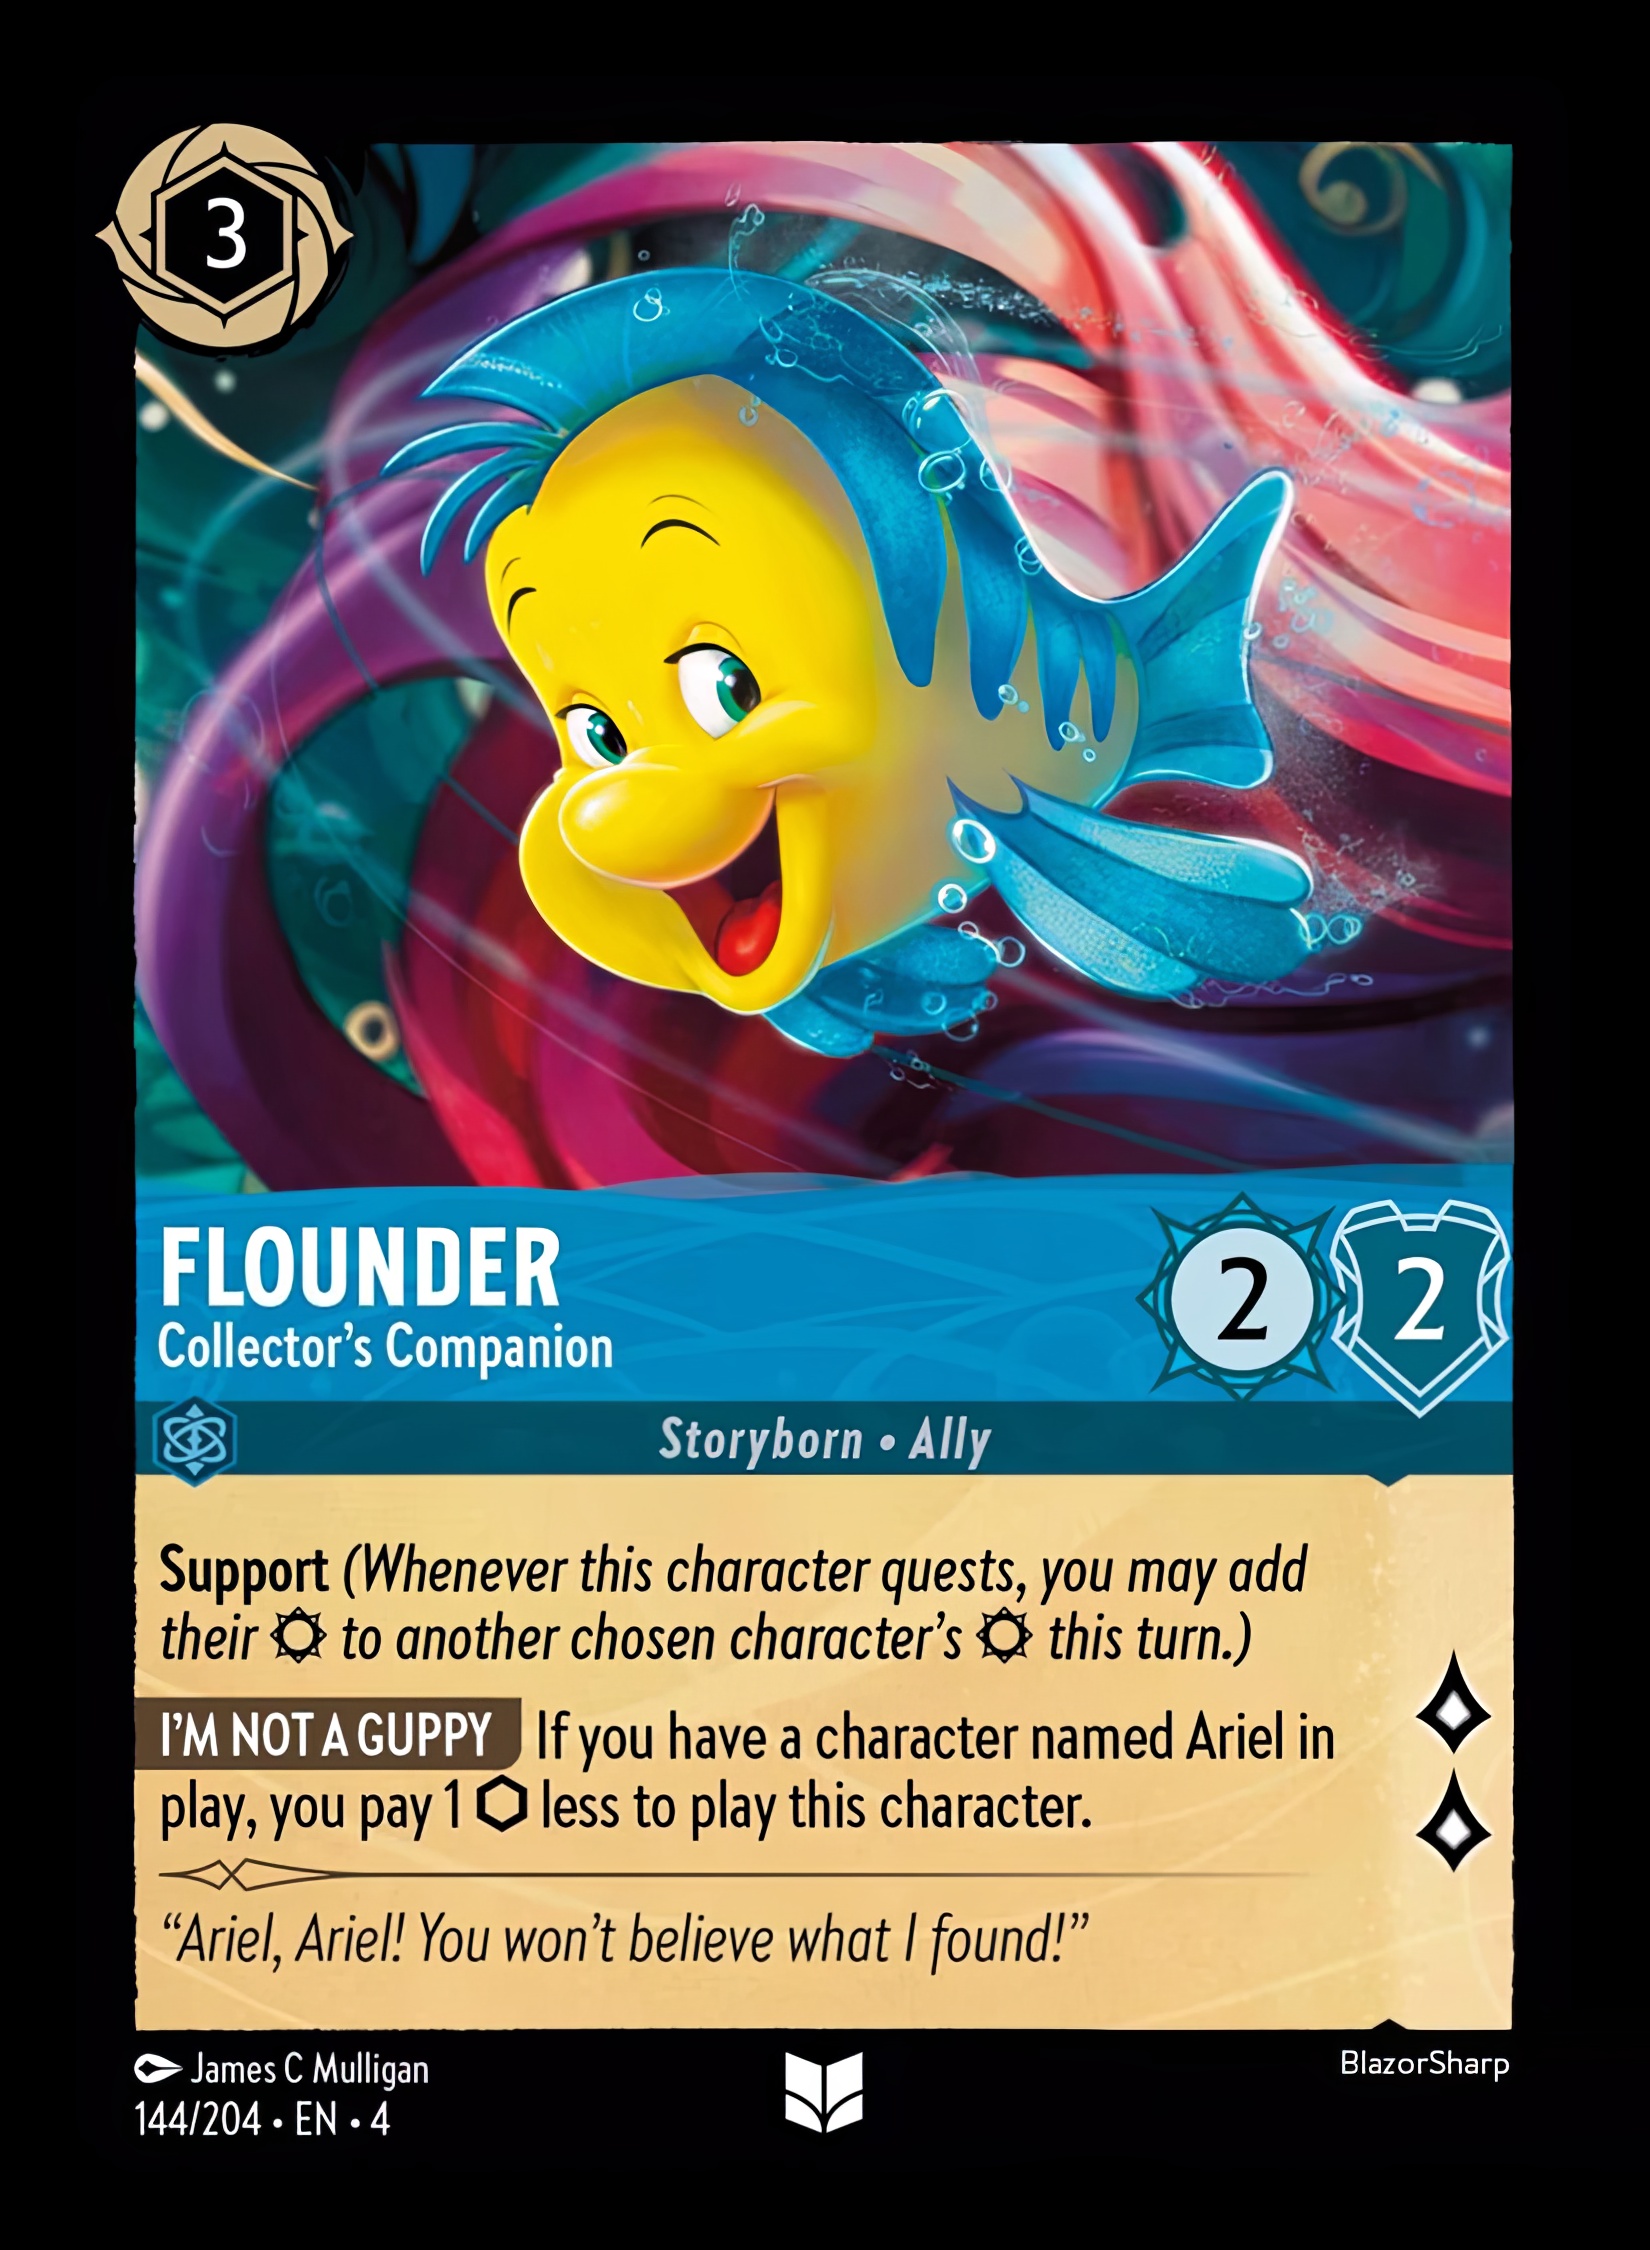 3
FLOUNDER
Collector’s Companion
2 2
Storyborn • Ally
Support (Whenever this character quests, you may add
their to another chosen character’s this turn.)
I’M NOT A GUPPY If you have a character named Ariel in
play, you pay 1 less to play this character.
“Ariel, Ariel! You won’t believe what I found!”
James C Mulligan
BlazorSharp
144/204 • EN • 4